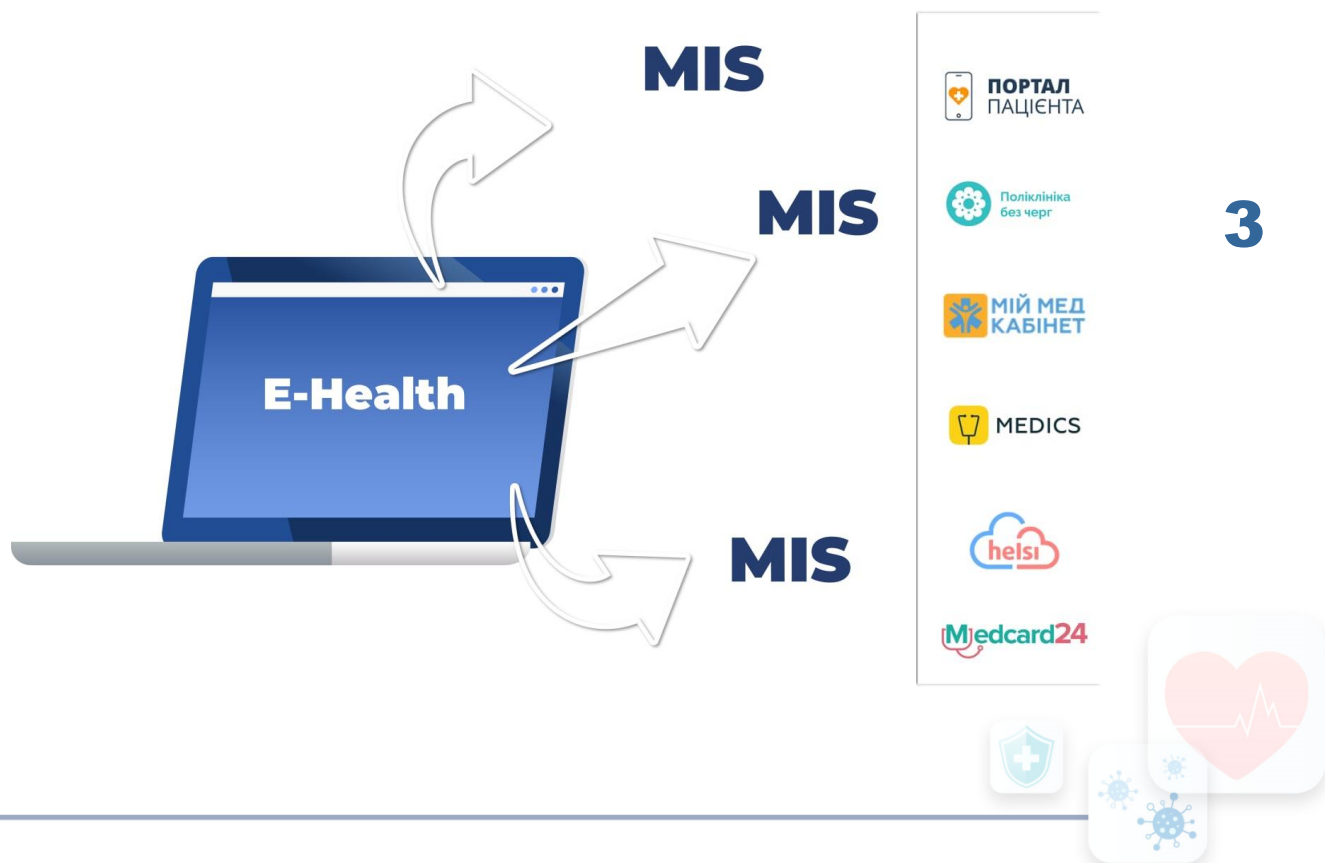 MIS
ПОРТАЛ
ПАЦІЄНТА
MIS
Поліклініка
без черг
3
МІЙ МЕД
КАБІНЕТ
E-Health
MEDICS
MIS
helsi
Medcard24